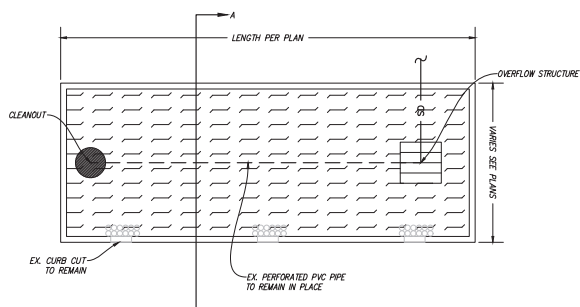 A
LENGTH PER PLAN
OVERFLOW STRUCTURE
SD
CLEANOUT
VARIES SEE PLANS
EX. CURB CUT
TO REMAIN
EX. PERFORATED PVC PIPE
TO REMAIN IN PLACE